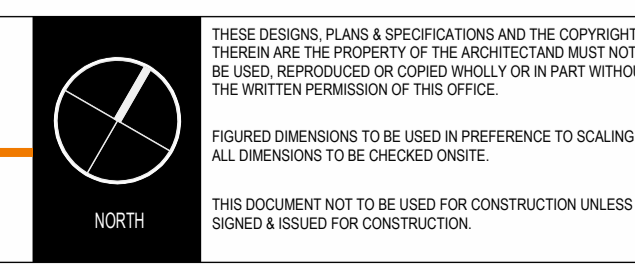 THESE DESIGNS, PLANS & SPECIFICATIONS AND THE COPYRIGHT
THEREIN ARE THE PROPERTY OF THE ARCHITECTAND MUST NOT
BE USED, REPRODUCED OR COPIED WHOLLY OR IN PART WITHOU
THE WRITTEN PERMISSION OF THIS OFFICE.
FIGURED DIMENSIONS TO BE USED IN PREFERENCE TO SCALING
ALL DIMENSIONS TO BE CHECKED ONSITE.
THIS DOCUMENT NOT TO BE USED FOR CONSTRUCTION UNLESS
SIGNED & ISSUED FOR CONSTRUCTION.
NORTH